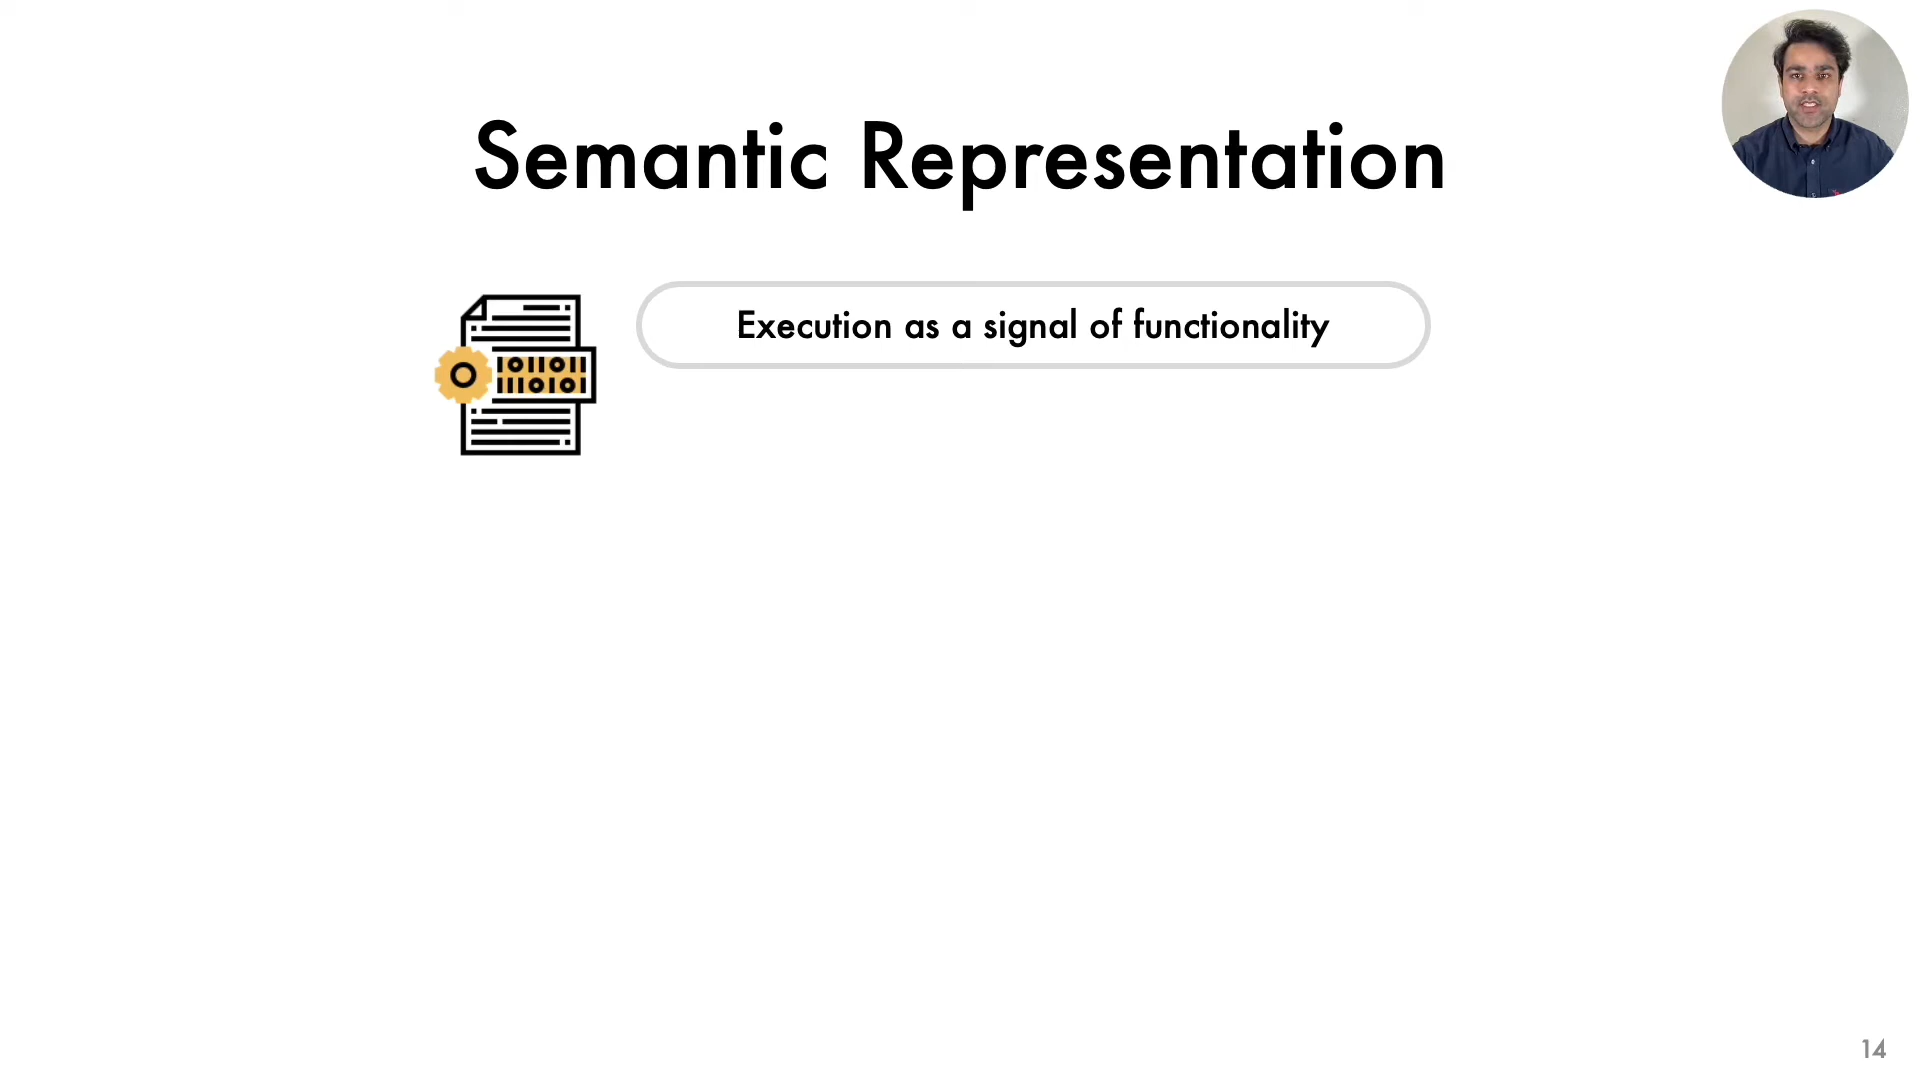 Semantic Representation
Execution as a signal of functionality
1011011
1110101
14